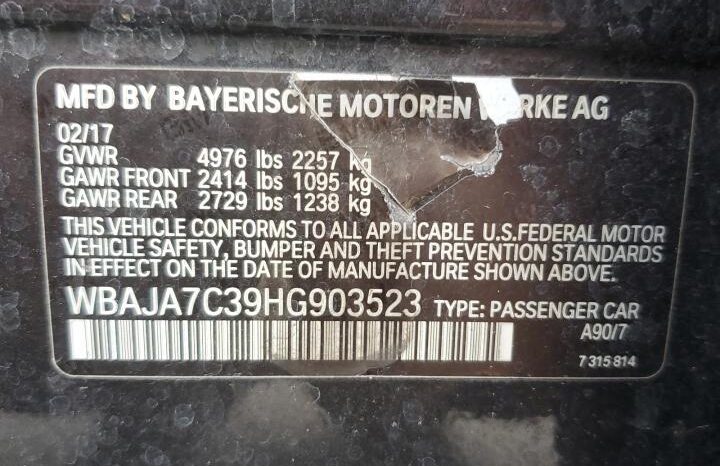 MFD BY BAYERISCHE MOTOREN WERKE AG
02/17
GVWR 4976 lbs 2257 kg
GAWR FRONT 2414 lbs 1095 kg
GAWR REAR 2729 lbs 1238 kg
THIS VEHICLE CONFORMS TO ALL APPLICABLE U.S.FEDERAL MOTOR
VEHICLE SAFETY, BUMPER AND THEFT PREVENTION STANDARDS
IN EFFECT ON THE DATE OF MANUFACTURE SHOWN ABOVE.
WBAJA7C39HG903523 TYPE: PASSENGER CAR
A90/7
7 315 814